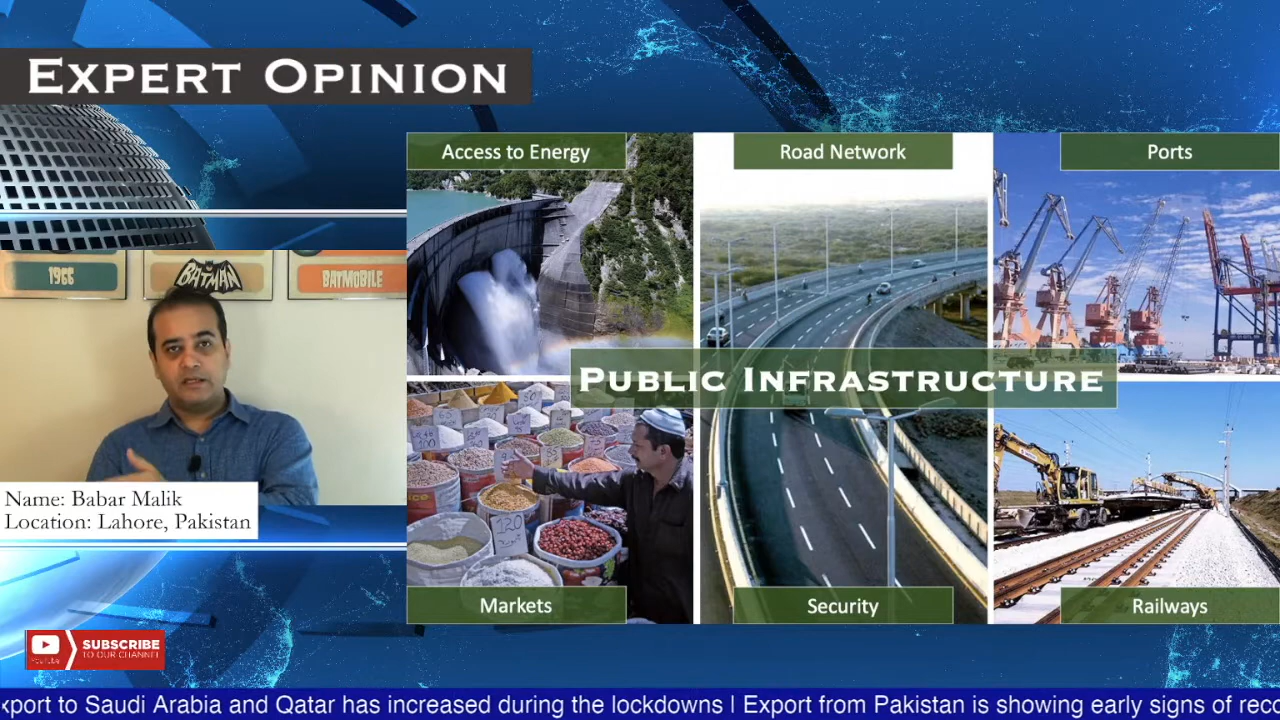 EXPERT OPINION
Access to Energy
Road Network
Ports
1966
BATMAN
BATMOBILE
PUBLIC INFRASTRUCTURE
120
Name: Babar Malik
Location: Lahore, Pakistan
Markets
Security
Railways
YouTube
SUBSCRIBE
TO OUR CHANNEL
xport to Saudi Arabia and Qatar has increased during the lockdowns | Export from Pakistan is showing early signs of reco